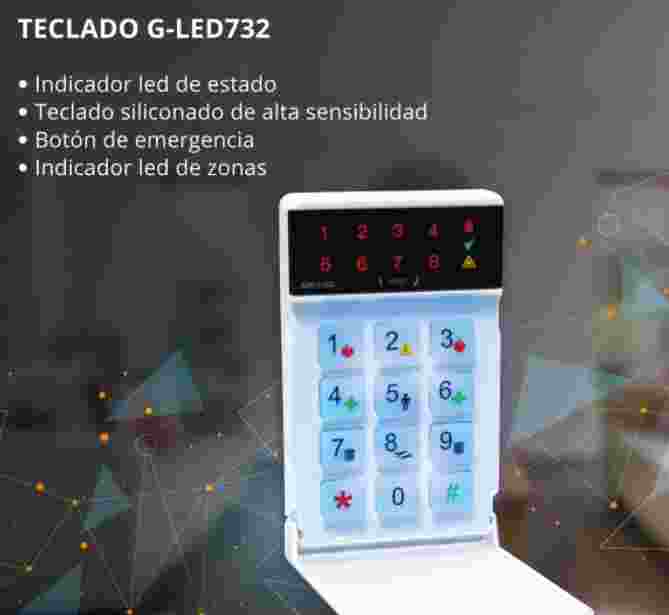 TECLADO G-LED732
• Indicador led de estado
• Teclado siliconado de alta sensibilidad
• Botón de emergencia
• Indicador led de zonas
1 2 3 4
5 6 7 8
1 2 3
4 5 6
7 8 9
* 0 #